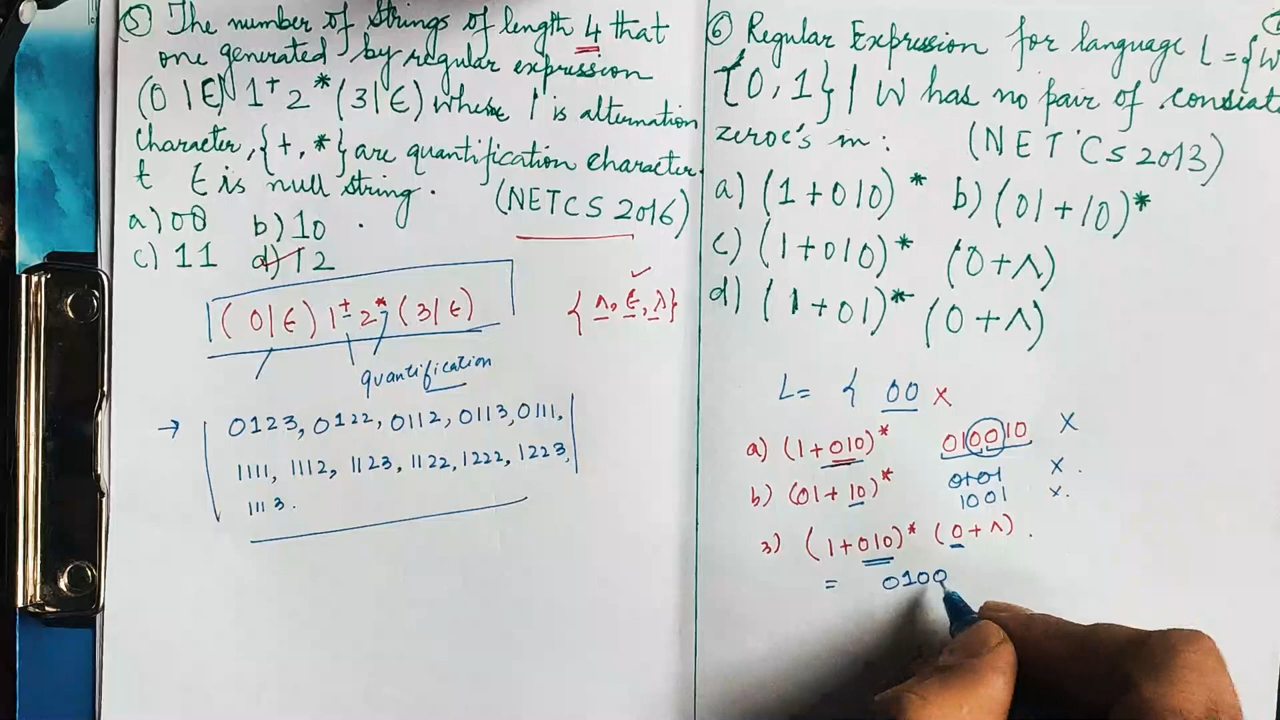 ⑤ The number of strings of length 4 that
one generated by regular expression
(0|ϵ) 1⁺ 2* (3|ϵ) where | is alternation
character, {+, *} are quantification character.
t ϵ is null string.
(NETCS 2016)
a) 08 b) 10
c) 11 d) 12
(0|ϵ) 1⁺ 2* (3|ϵ)
{ ∧, ϵ, λ}
quantification
→ 0123, 0122, 0112, 0113, 0111,
1111, 1112, 1123, 1122, 1222, 1223,
1113.
⑥ Regular Expression for language L = {W
{0,1} | W has no pair of consiat
zeroe's in: (NET CS 2013)
a) (1+010)* b) (01+10)*
c) (1+010)* (0+∧)
d) (1+01)* (0+∧)
L = { 00 x
a) (1+010)* 010010 x
b) (01+10)* 0101 x.
1001 x.
3) (1+010)* (0+∧).
= 0100